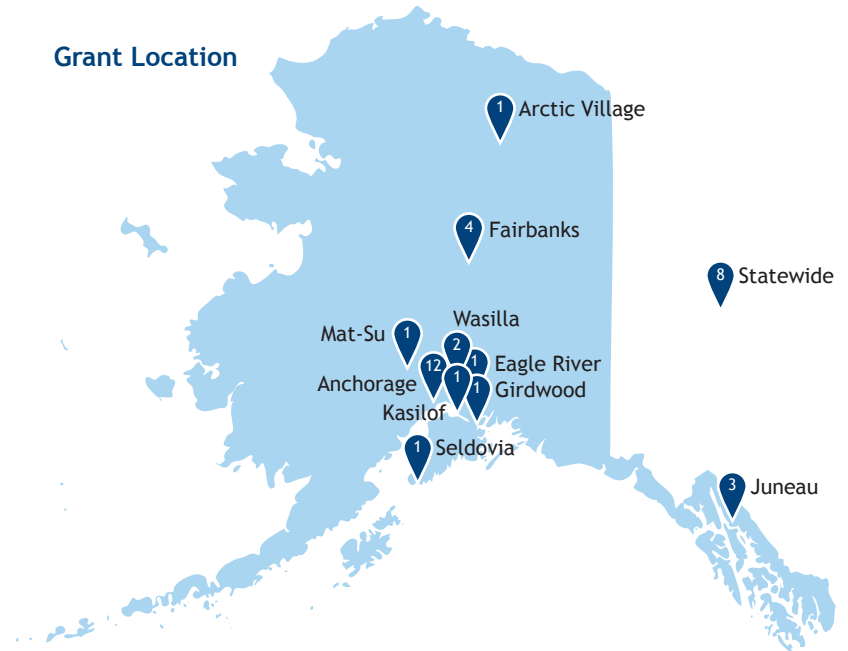 Grant Location
1 Arctic Village
4 Fairbanks
8 Statewide
Wasilla
2
Mat-Su 1
1 Eagle River
Anchorage 12
1 Girdwood
Kasilof 1
1 Seldovia
3 Juneau